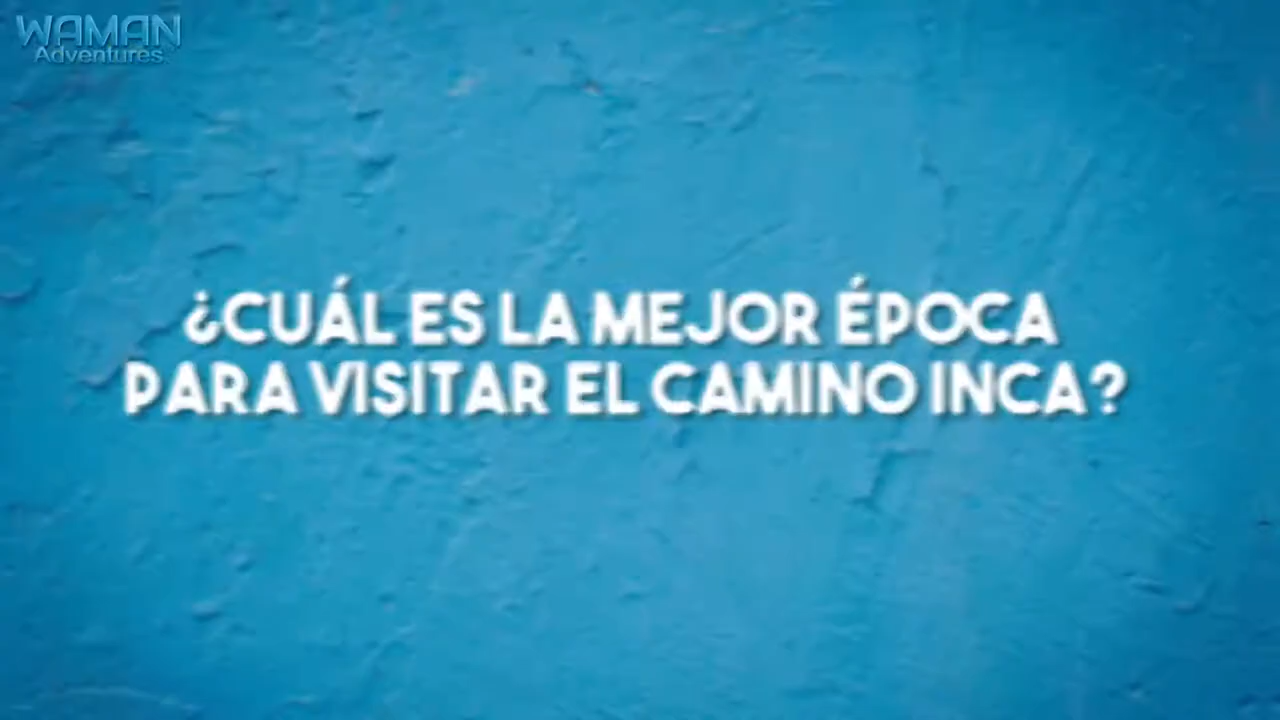 WAMAN
Adventures
¿CUÁL ES LA MEJOR ÉPOCA
PARA VISITAR EL CAMINO INCA?